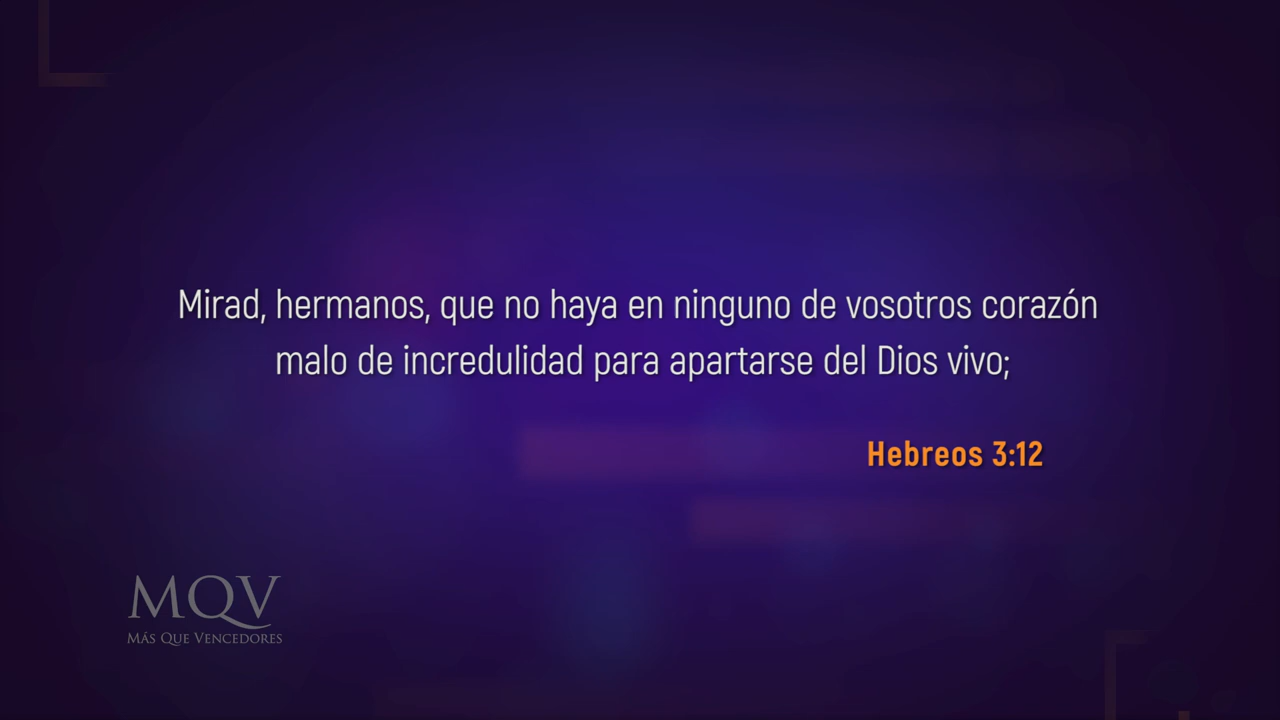 Mirad, hermanos, que no haya en ninguno de vosotros corazón
malo de incredulidad para apartarse del Dios vivo;
Hebreos 3:12
MQV
MÁS QUE VENCEDORES